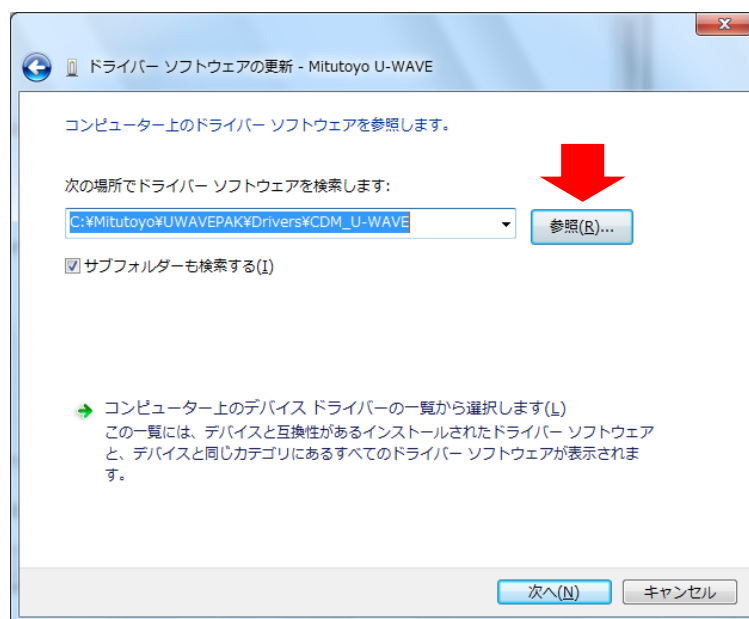 ドライバー ソフトウェアの更新 - Mitutoyo U-WAVE
コンピューター上のドライバー ソフトウェアを参照します。
次の場所でドライバー ソフトウェアを検索します:
C:¥Mitutoyo¥UWAVEPAK¥Drivers¥CDM_U-WAVE
参照(R)...
サブフォルダーも検索する(I)
コンピューター上のデバイス ドライバーの一覧から選択します(L)
この一覧には、デバイスと互換性があるインストールされたドライバー ソフトウェア
と、デバイスと同じカテゴリにあるすべてのドライバー ソフトウェアが表示されま
す。
次へ(N)
キャンセル